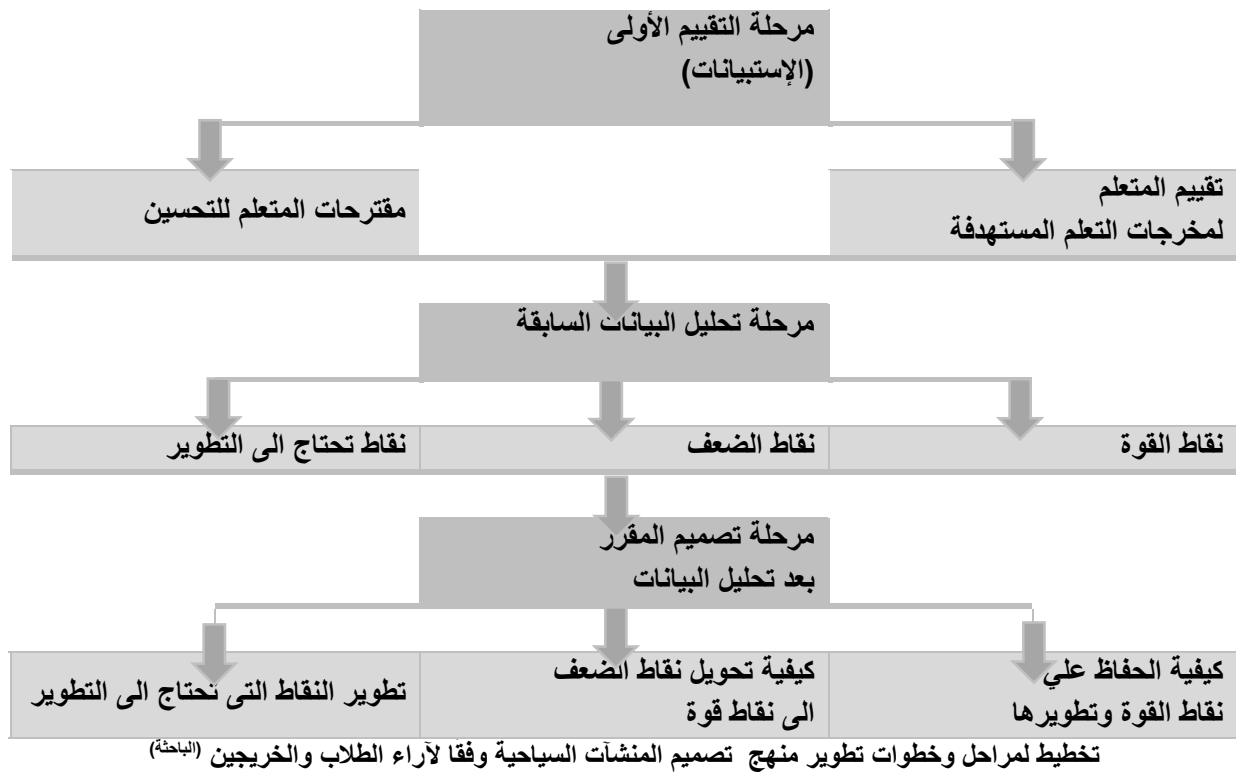 مرحلة التقييم الأولى
(الإستبيانات)
تقييم المتعلم
لمخرجات التعلم المستهدفة
مقترحات المتعلم للتحسين
مرحلة تحليل البيانات السابقة
نقاط القوة
نقاط الضعف
نقاط تحتاج الى التطوير
مرحلة تصميم المقرر
بعد تحليل البيانات
كيفية الحفاظ علي
نقاط القوة وتطويرها
كيفية تحويل نقاط الضعف
الى نقاط قوة
تطوير النقاط التى تحتاج الى التطوير
تخطيط لمراحل وخطوات تطوير منهج تصميم المنشآت السياحية وفقًا لآراء الطلاب والخريجين (الباحثة)